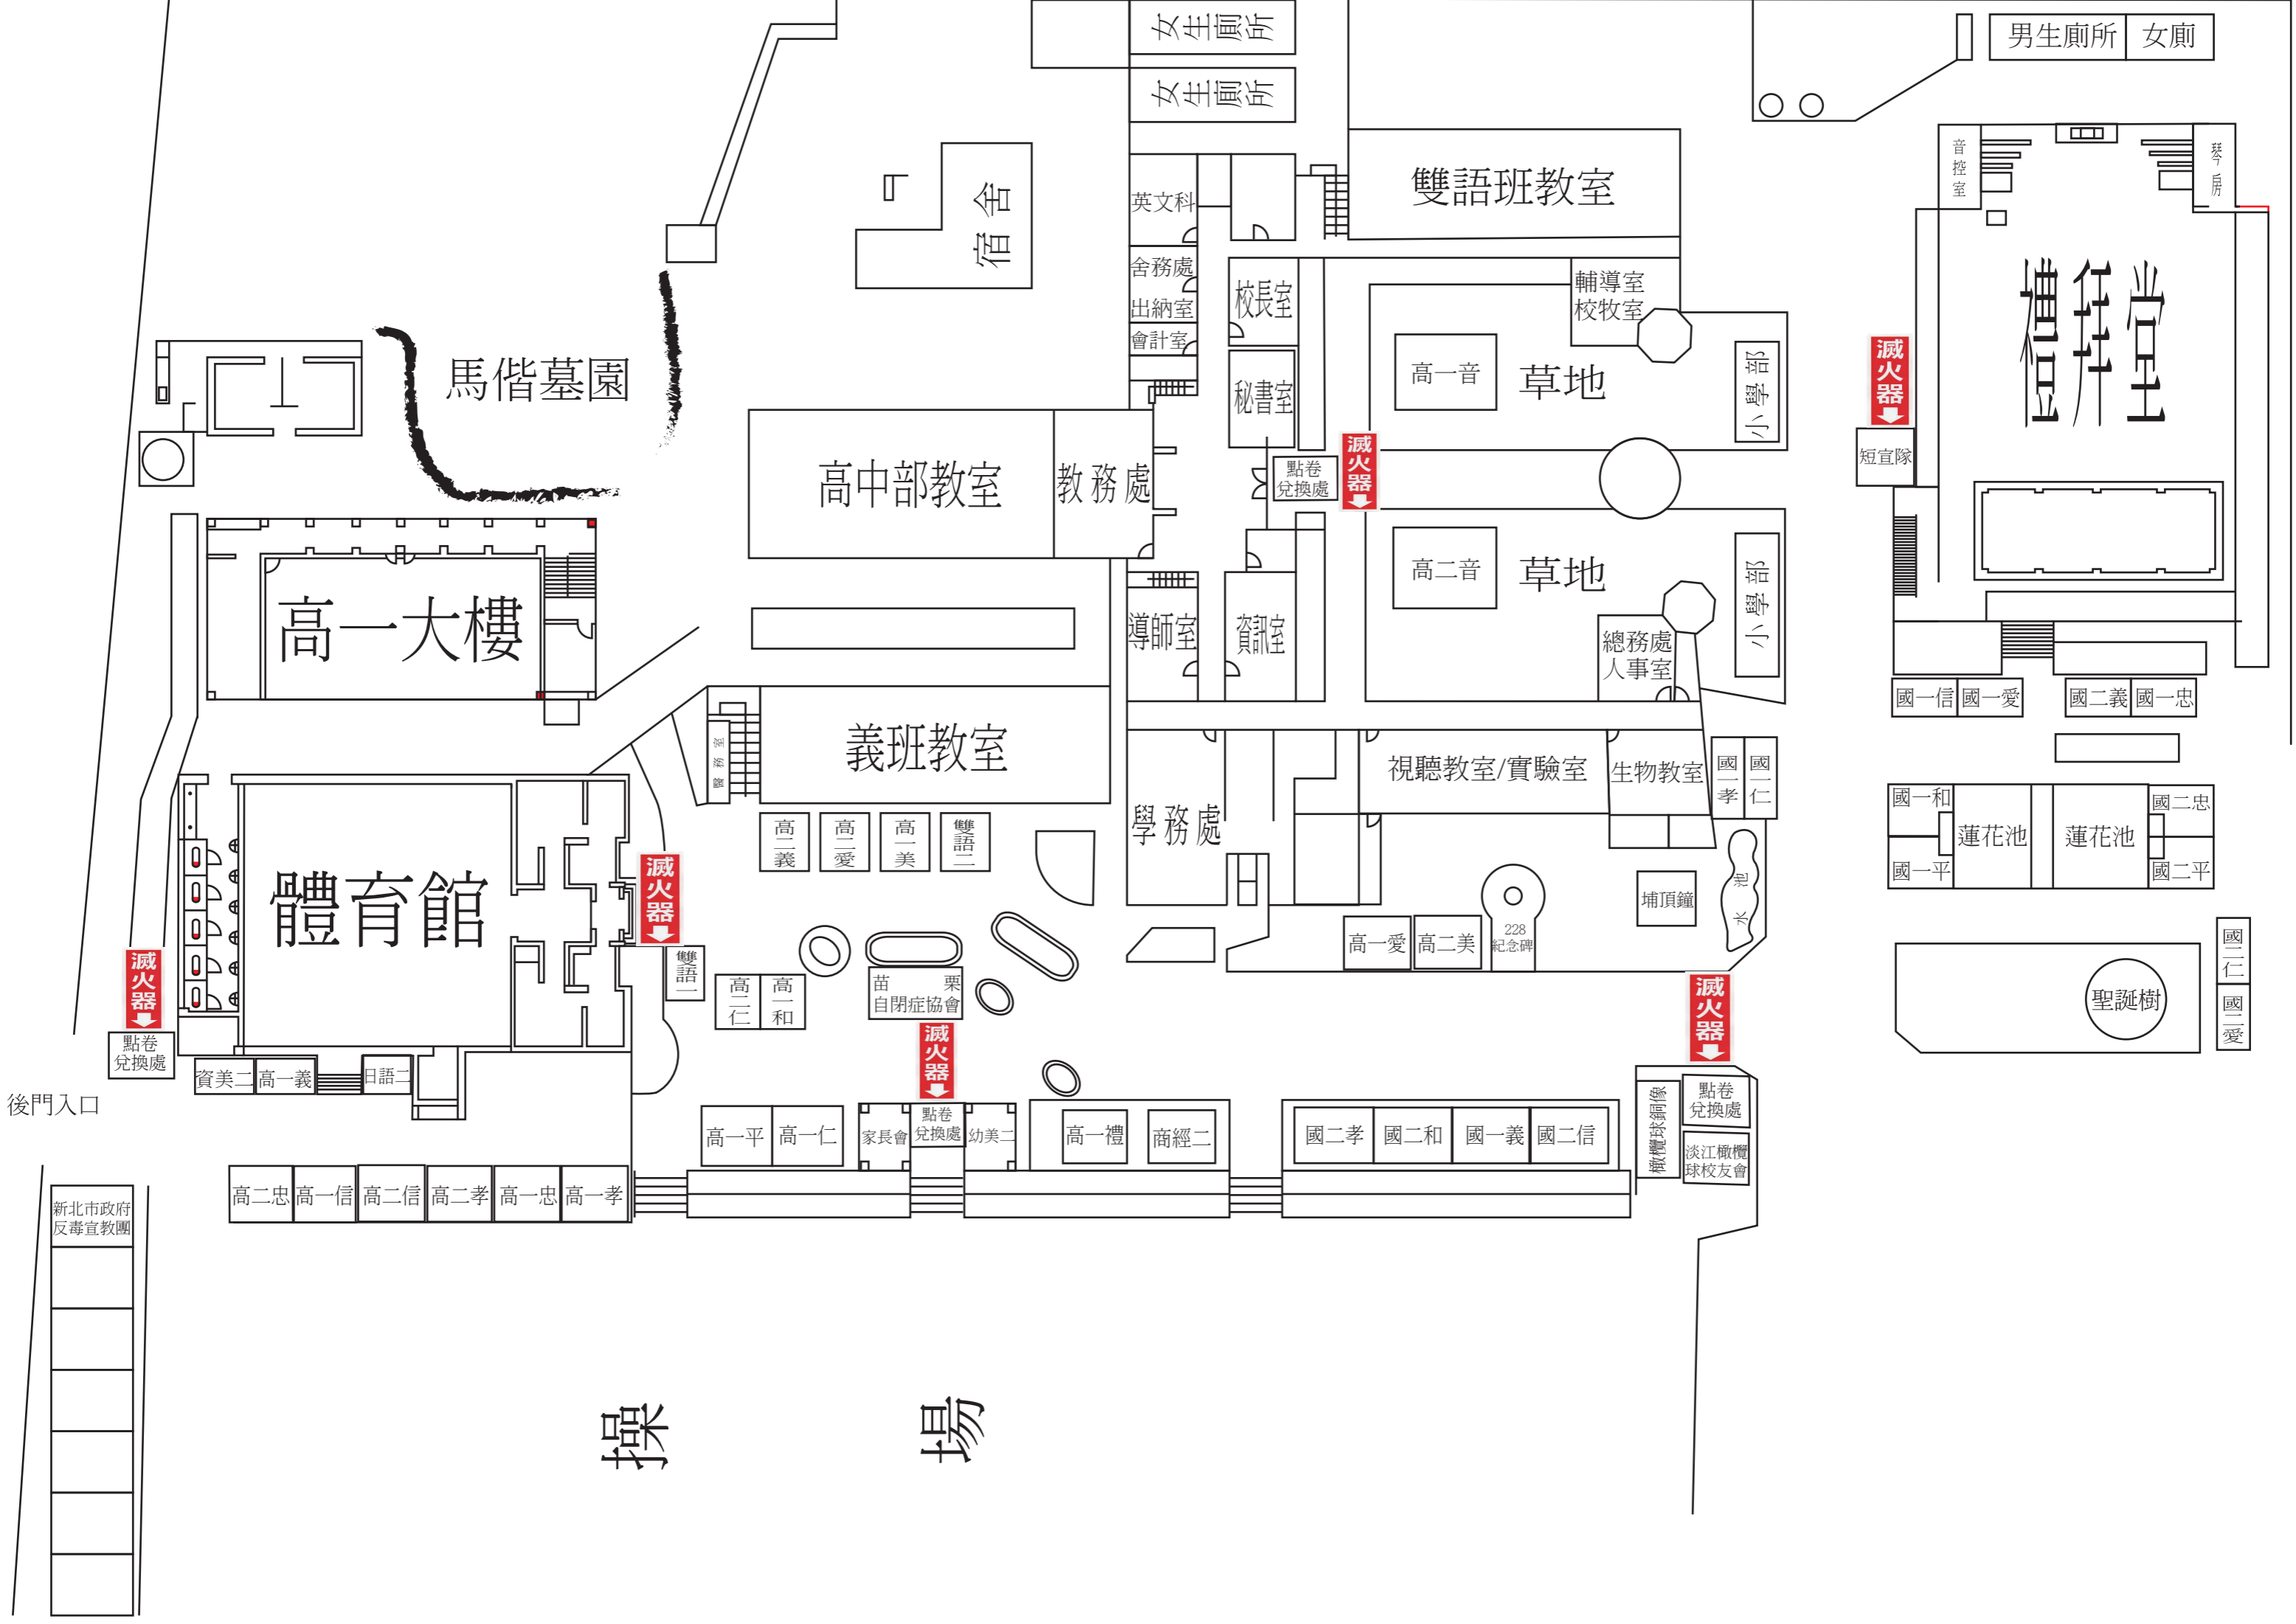 女生廁所
女生廁所
男生廁所
女廁
宿舍
英文科
雙語班教室
音控室
琴房
舍務處
出納室
會計室
校長室
輔導室
校牧室
禮拜堂
馬偕墓園
秘書室
高一音
草地
小學部
滅火器
短宣隊
高中部教室
教務處
點卷
兌換處
滅火器
高二音
草地
小學部
高一大樓
導師室
資訊室
總務處
人事室
國一信
國一愛
國二義
國一忠
醫務室
義班教室
視聽教室/實驗室
生物教室
國一孝
國一仁
學務處
國一和
國一平
蓮花池
蓮花池
國二忠
國二平
高二義
高二愛
高一美
雙語二
體育館
滅火器
雙語一
高二仁
高一和
苗栗
自閉症協會
高一愛
高二美
228
紀念碑
埔頂鐘
水池
國二仁
國二愛
聖誕樹
滅火器
點卷
兌換處
滅火器
滅火器
後門入口
資美二
高一義
日語二
高一平
高一仁
家長會
點卷
兌換處
幼美二
高一禮
商經二
國二孝
國二和
國一義
國二信
橄欖球銅像
點卷
兌換處
淡江橄欖
球校友會
新北市政府
反毒宣教團
高二忠
高一信
高二信
高二孝
高一忠
高一孝
操場